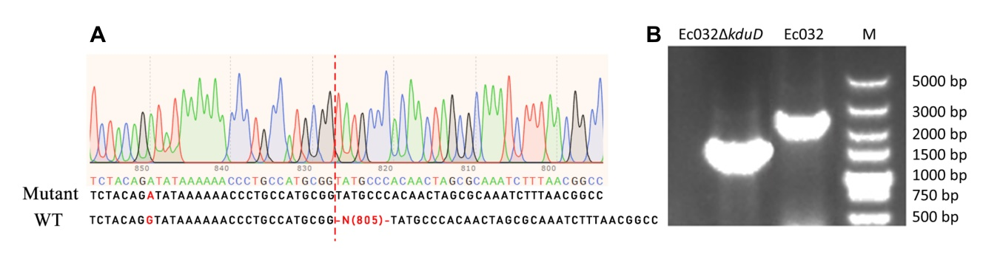 A
850 840 830 820 810 800
TCTACAGATATAAAAAACCCTGCCATGCGGTATGCCCACAACTAGCGCAAATCTTTAACGGCC
Mutant TCTACAGATATAAAAAACCCTGCCATGCGGTATGCCCACAACTAGCGCAAATCTTTAACGGCC
WT TCTACAGGTATAAAAAACCCTGCCATGCGG-N(805)-TATGCCCACAACTAGCGCAAATCTTTAACGGCC
B Ec032ΔkduD Ec032 M
5000 bp
3000 bp
2000 bp
1500 bp
1000 bp
750 bp
500 bp